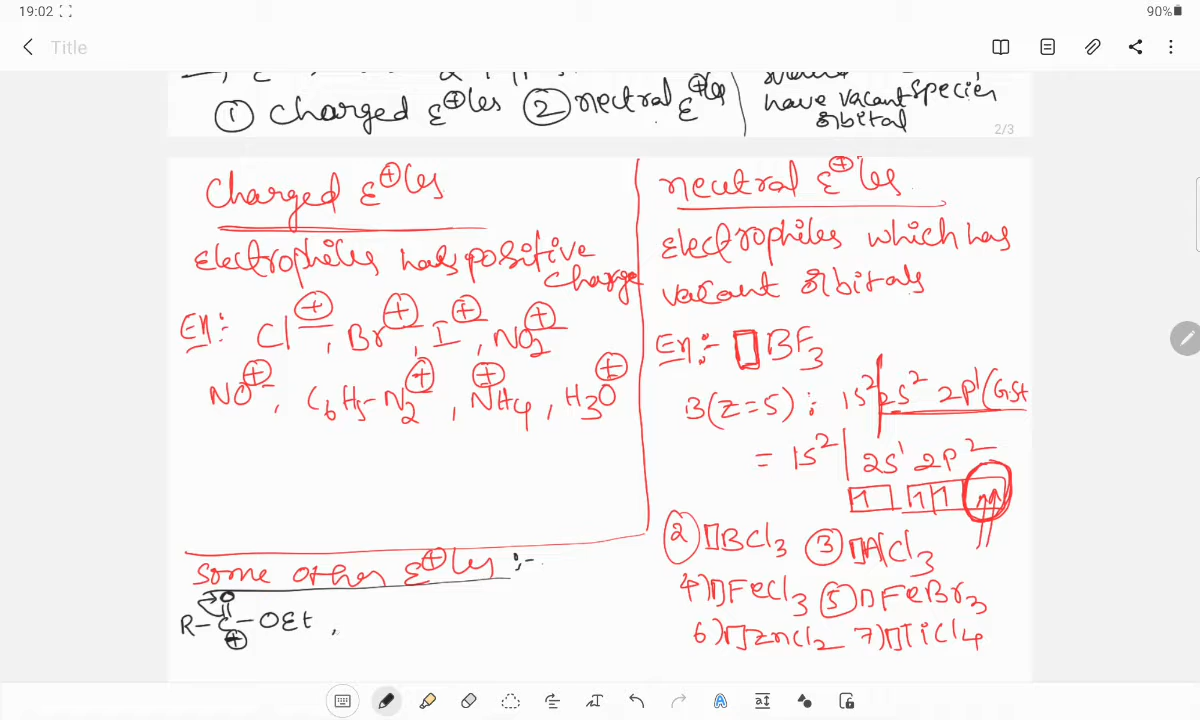 19:02
90%
Title
① Charged ε⊕les ② neutral ε⊕les
have vacant species
orbital
2/3
Charged ε⊕les
electrophiles has positive
charge
Ex:- Cl⊕, Br⊕, I⊕, NO2⊕
NO⊕, C6H5-N2⊕, NH4⊕, H3O⊕
some other ε⊕les :-
O
R-C-OEt ,
⊕
neutral ε⊕les
electrophiles which has
vacant orbitals
Ex:- □BF3
B(Z=5): 1s² 2s² 2p¹ (G.St
= 1s² 2s¹ 2p²
1 1 1
② □BCl3 ③ □AlCl3
4) □FeCl3 ⑤ □FeBr3
6) □ZnCl2 7) □TiCl4